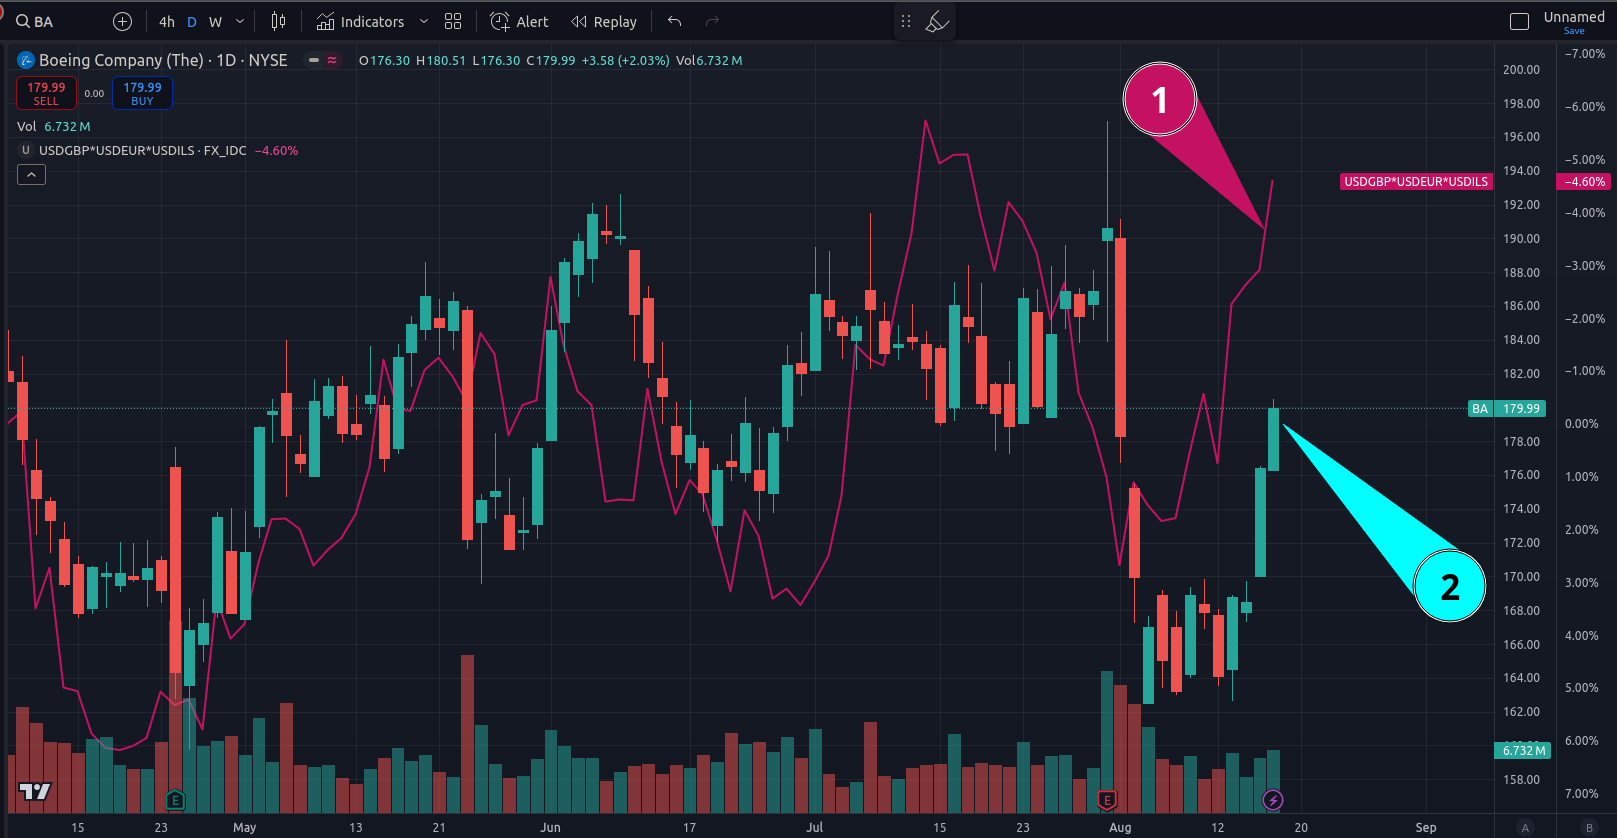 BA
4h D W
Indicators
Alert
Replay
Unnamed
Save
Boeing Company (The) · 1D · NYSE
O176.30 H180.51 L176.30 C179.99 +3.58 (+2.03%) Vol6.732 M
179.99
SELL
0.00
179.99
BUY
Vol 6.732 M
U USDGBP*USDEUR*USDILS · FX_IDC −4.60%
1
2
USDGBP*USDEUR*USDILS
−4.60%
BA 179.99
6.732 M
200.00
198.00
196.00
194.00
192.00
190.00
188.00
186.00
184.00
182.00
178.00
176.00
174.00
172.00
170.00
168.00
166.00
164.00
162.00
158.00
−7.00%
−6.00%
−5.00%
−4.00%
−3.00%
−2.00%
−1.00%
0.00%
1.00%
2.00%
3.00%
4.00%
5.00%
6.00%
7.00%
E
E
15 23 May 13 21 Jun 17 Jul 15 23 Aug 12 20 Sep
A B